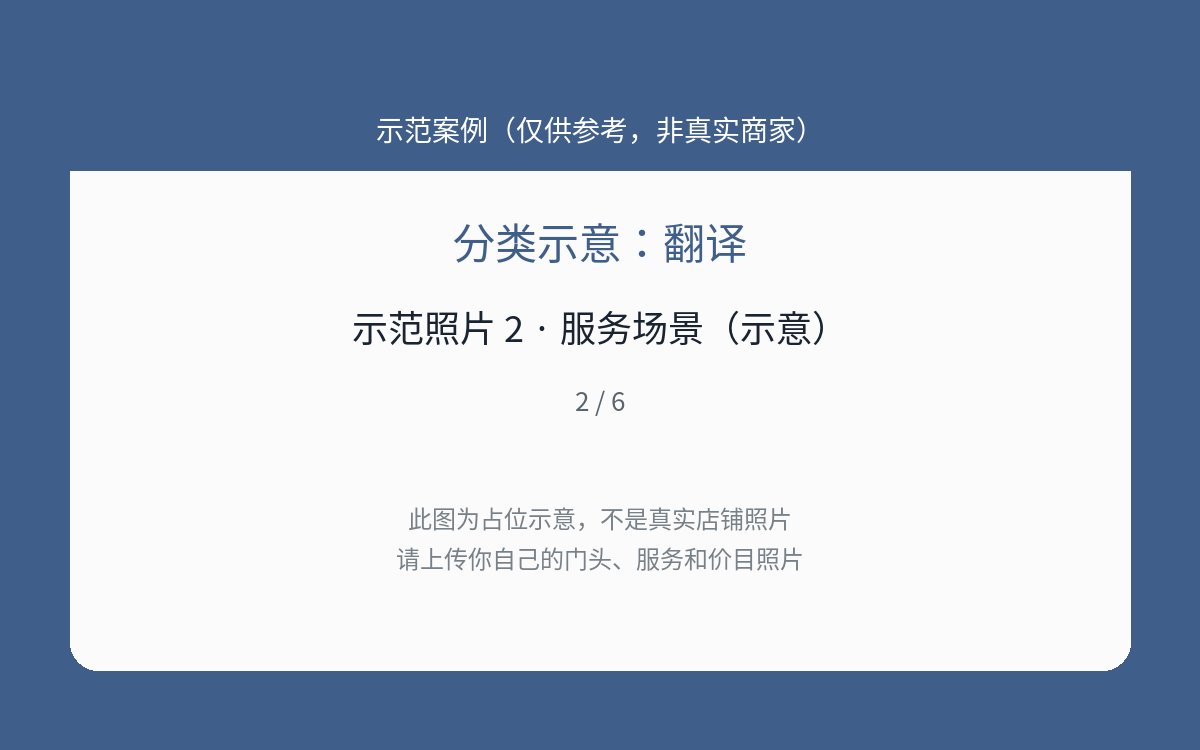 示范案例（仅供参考，非真实商家）
分类示意：翻译
示范照片 2 · 服务场景（示意）
2 / 6
此图为占位示意，不是真实店铺照片
请上传你自己的门头、服务和价目照片